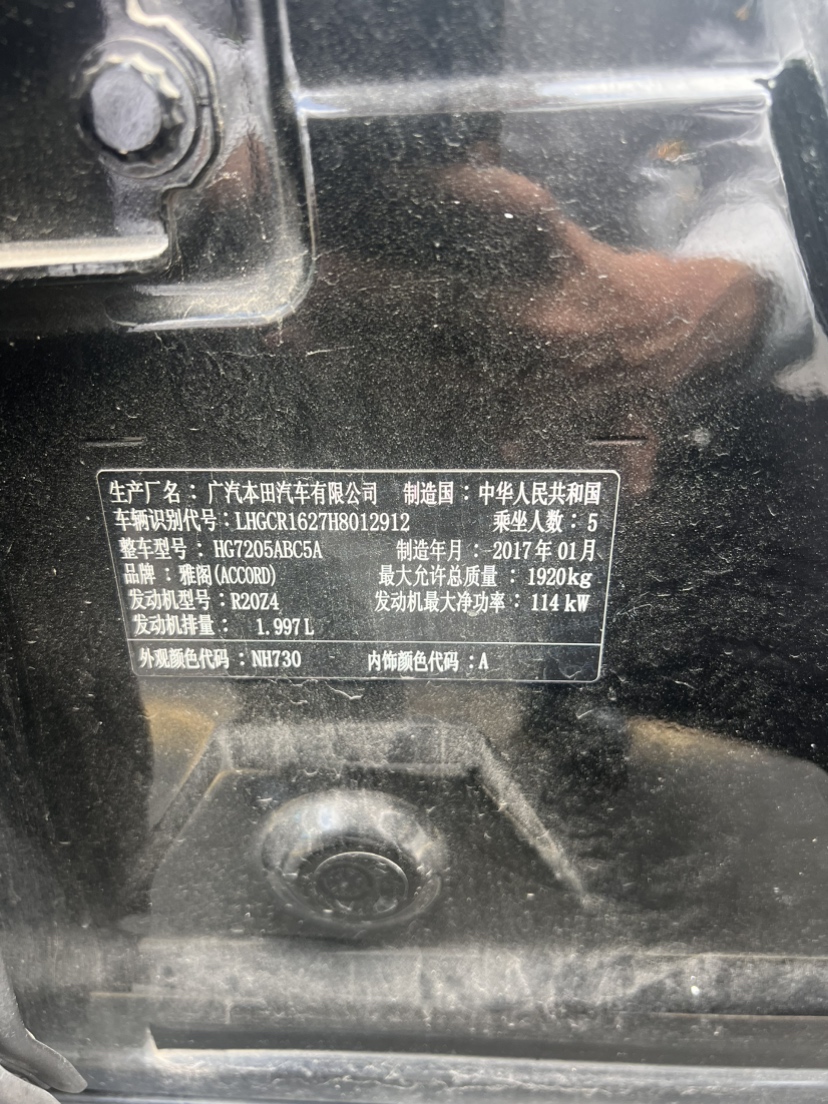 生产厂名：广汽本田汽车有限公司 制造国：中华人民共和国
车辆识别代号：LHGCR1627H8012912 乘坐人数：5
整车型号：HG7205ABC5A 制造年月：2017年01月
品牌：雅阁(ACCORD) 最大允许总质量：1920kg
发动机型号：R20Z4 发动机最大净功率：114kW
发动机排量：1.997L
外观颜色代码：NH730 内饰颜色代码：A